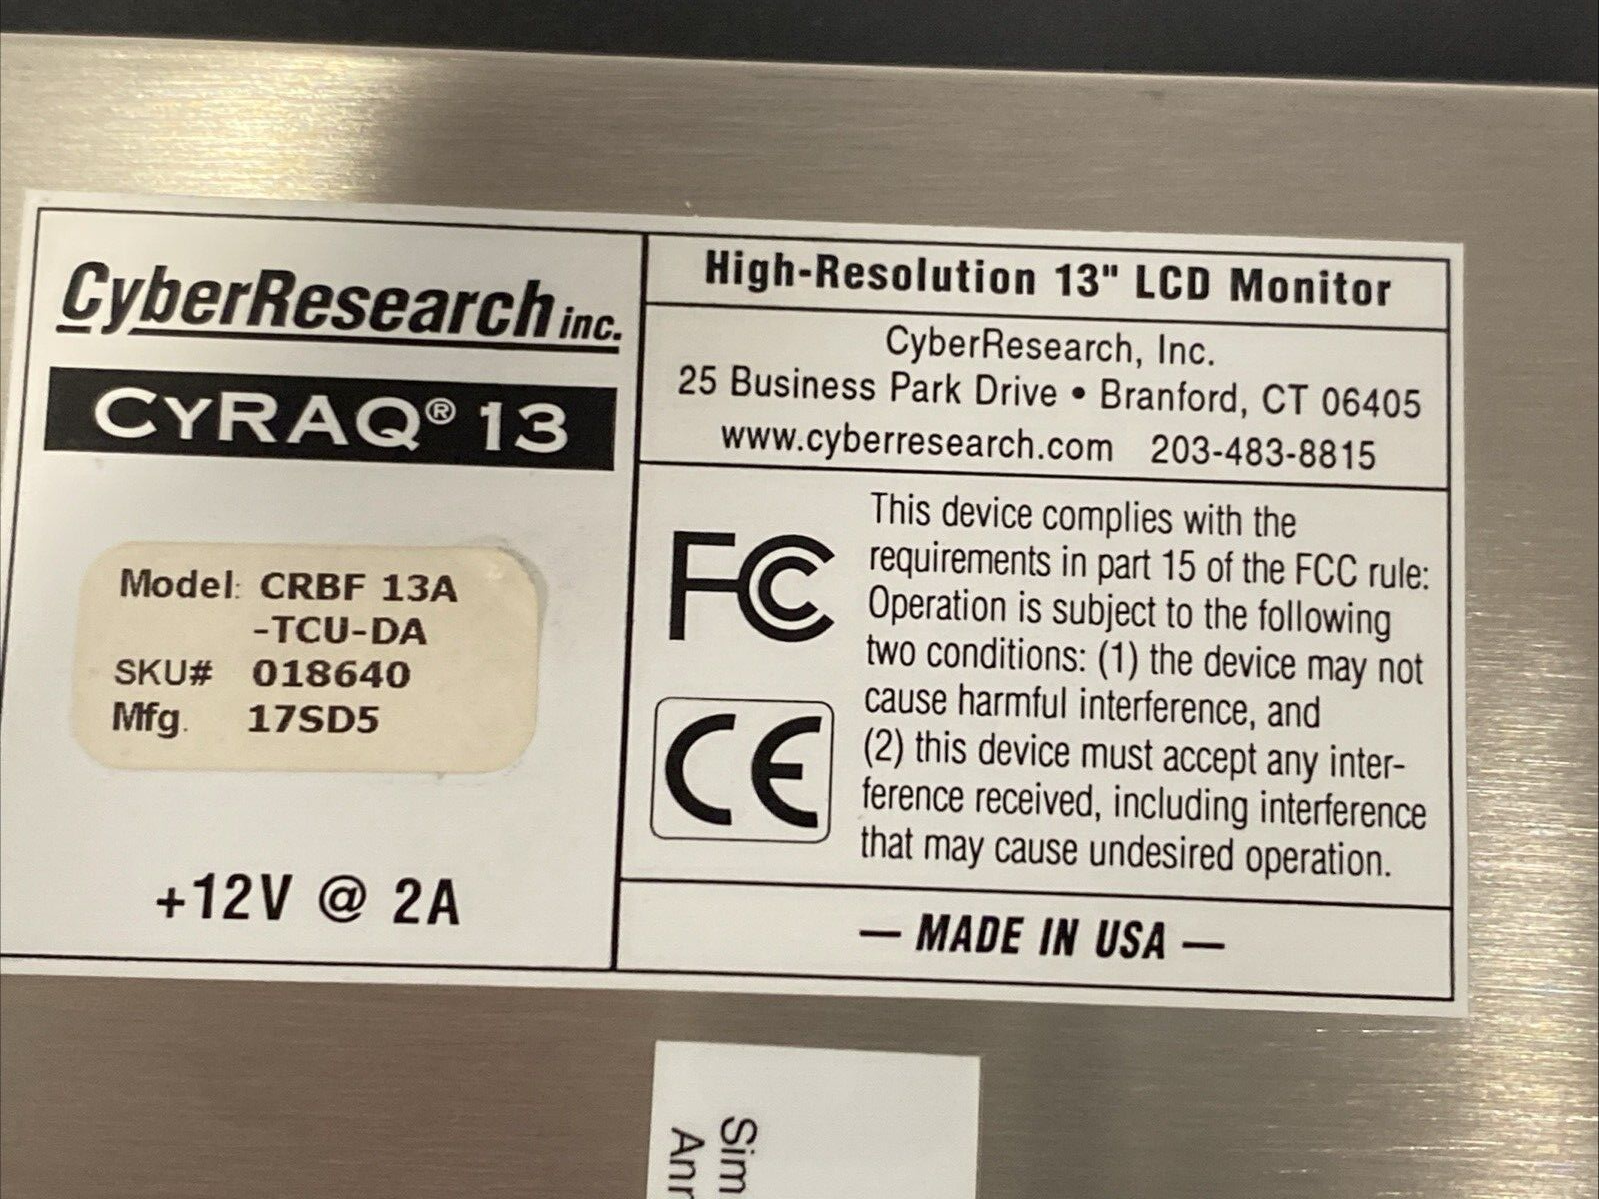 CyberResearch inc.
CYRAQ® 13
Model: CRBF 13A
-TCU-DA
SKU# 018640
Mfg. 17SD5
+12V @ 2A
High-Resolution 13" LCD Monitor
CyberResearch, Inc.
25 Business Park Drive • Branford, CT 06405
www.cyberresearch.com 203-483-8815
FCC
CE
This device complies with the
requirements in part 15 of the FCC rule:
Operation is subject to the following
two conditions: (1) the device may not
cause harmful interference, and
(2) this device must accept any inter-
ference received, including interference
that may cause undesired operation.
— MADE IN USA —
Sim